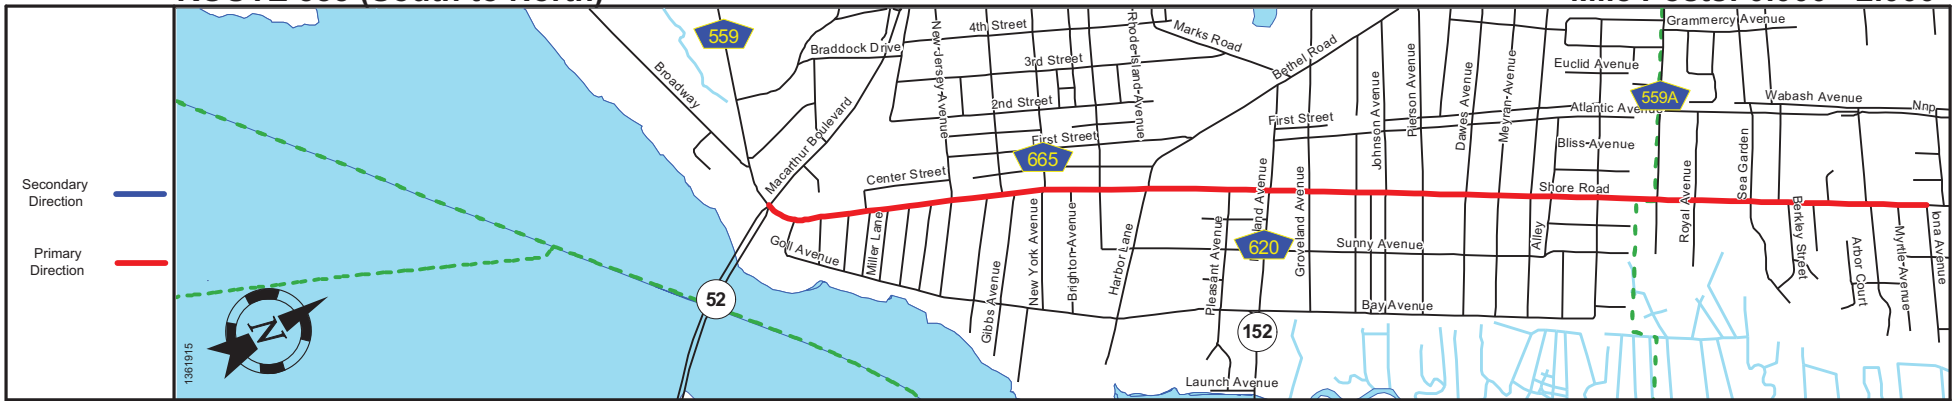 Secondary
Direction
Primary
Direction
1361915
N
559
Braddock Drive
Broadway
Macarthur Boulevard
52
New-Jersey-Avenue
4th Street
3rd Street
2nd Street
First Street
665
Center Street
Goll Avenue
Miller Lane
Gibbs Avenue
New York Avenue
Brighton-Avenue
Harbor Lane
Rhode-Island-Avenue
Marks Road
Bethel Road
First Street
620
Pleasant Avenue
Groveland Avenue
152
Launch Avenue
Sunny Avenue
Bay Avenue
Johnson Avenue
Pierson Avenue
Dawes Avenue
Meyran-Avenue
Alley
Grammercy Avenue
Euclid Avenue
559A
Atlantic Ave
Bliss-Avenue
Shore Road
Wabash Avenue
Nnp
Royal Avenue
Sea Garden
Berkley Street
Arbor Court
Myrtle-Avenue
Iona Avenue